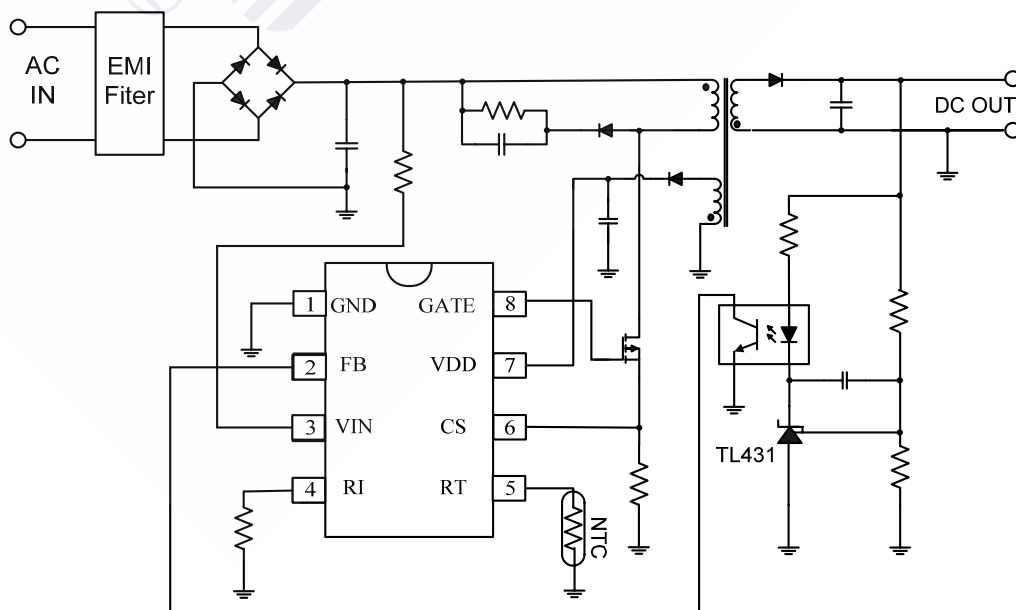 AC
IN
EMI
Fiter
DC OUT
1 GND GATE 8
2 FB VDD 7
3 VIN CS 6
4 RI RT 5
NTC
TL431